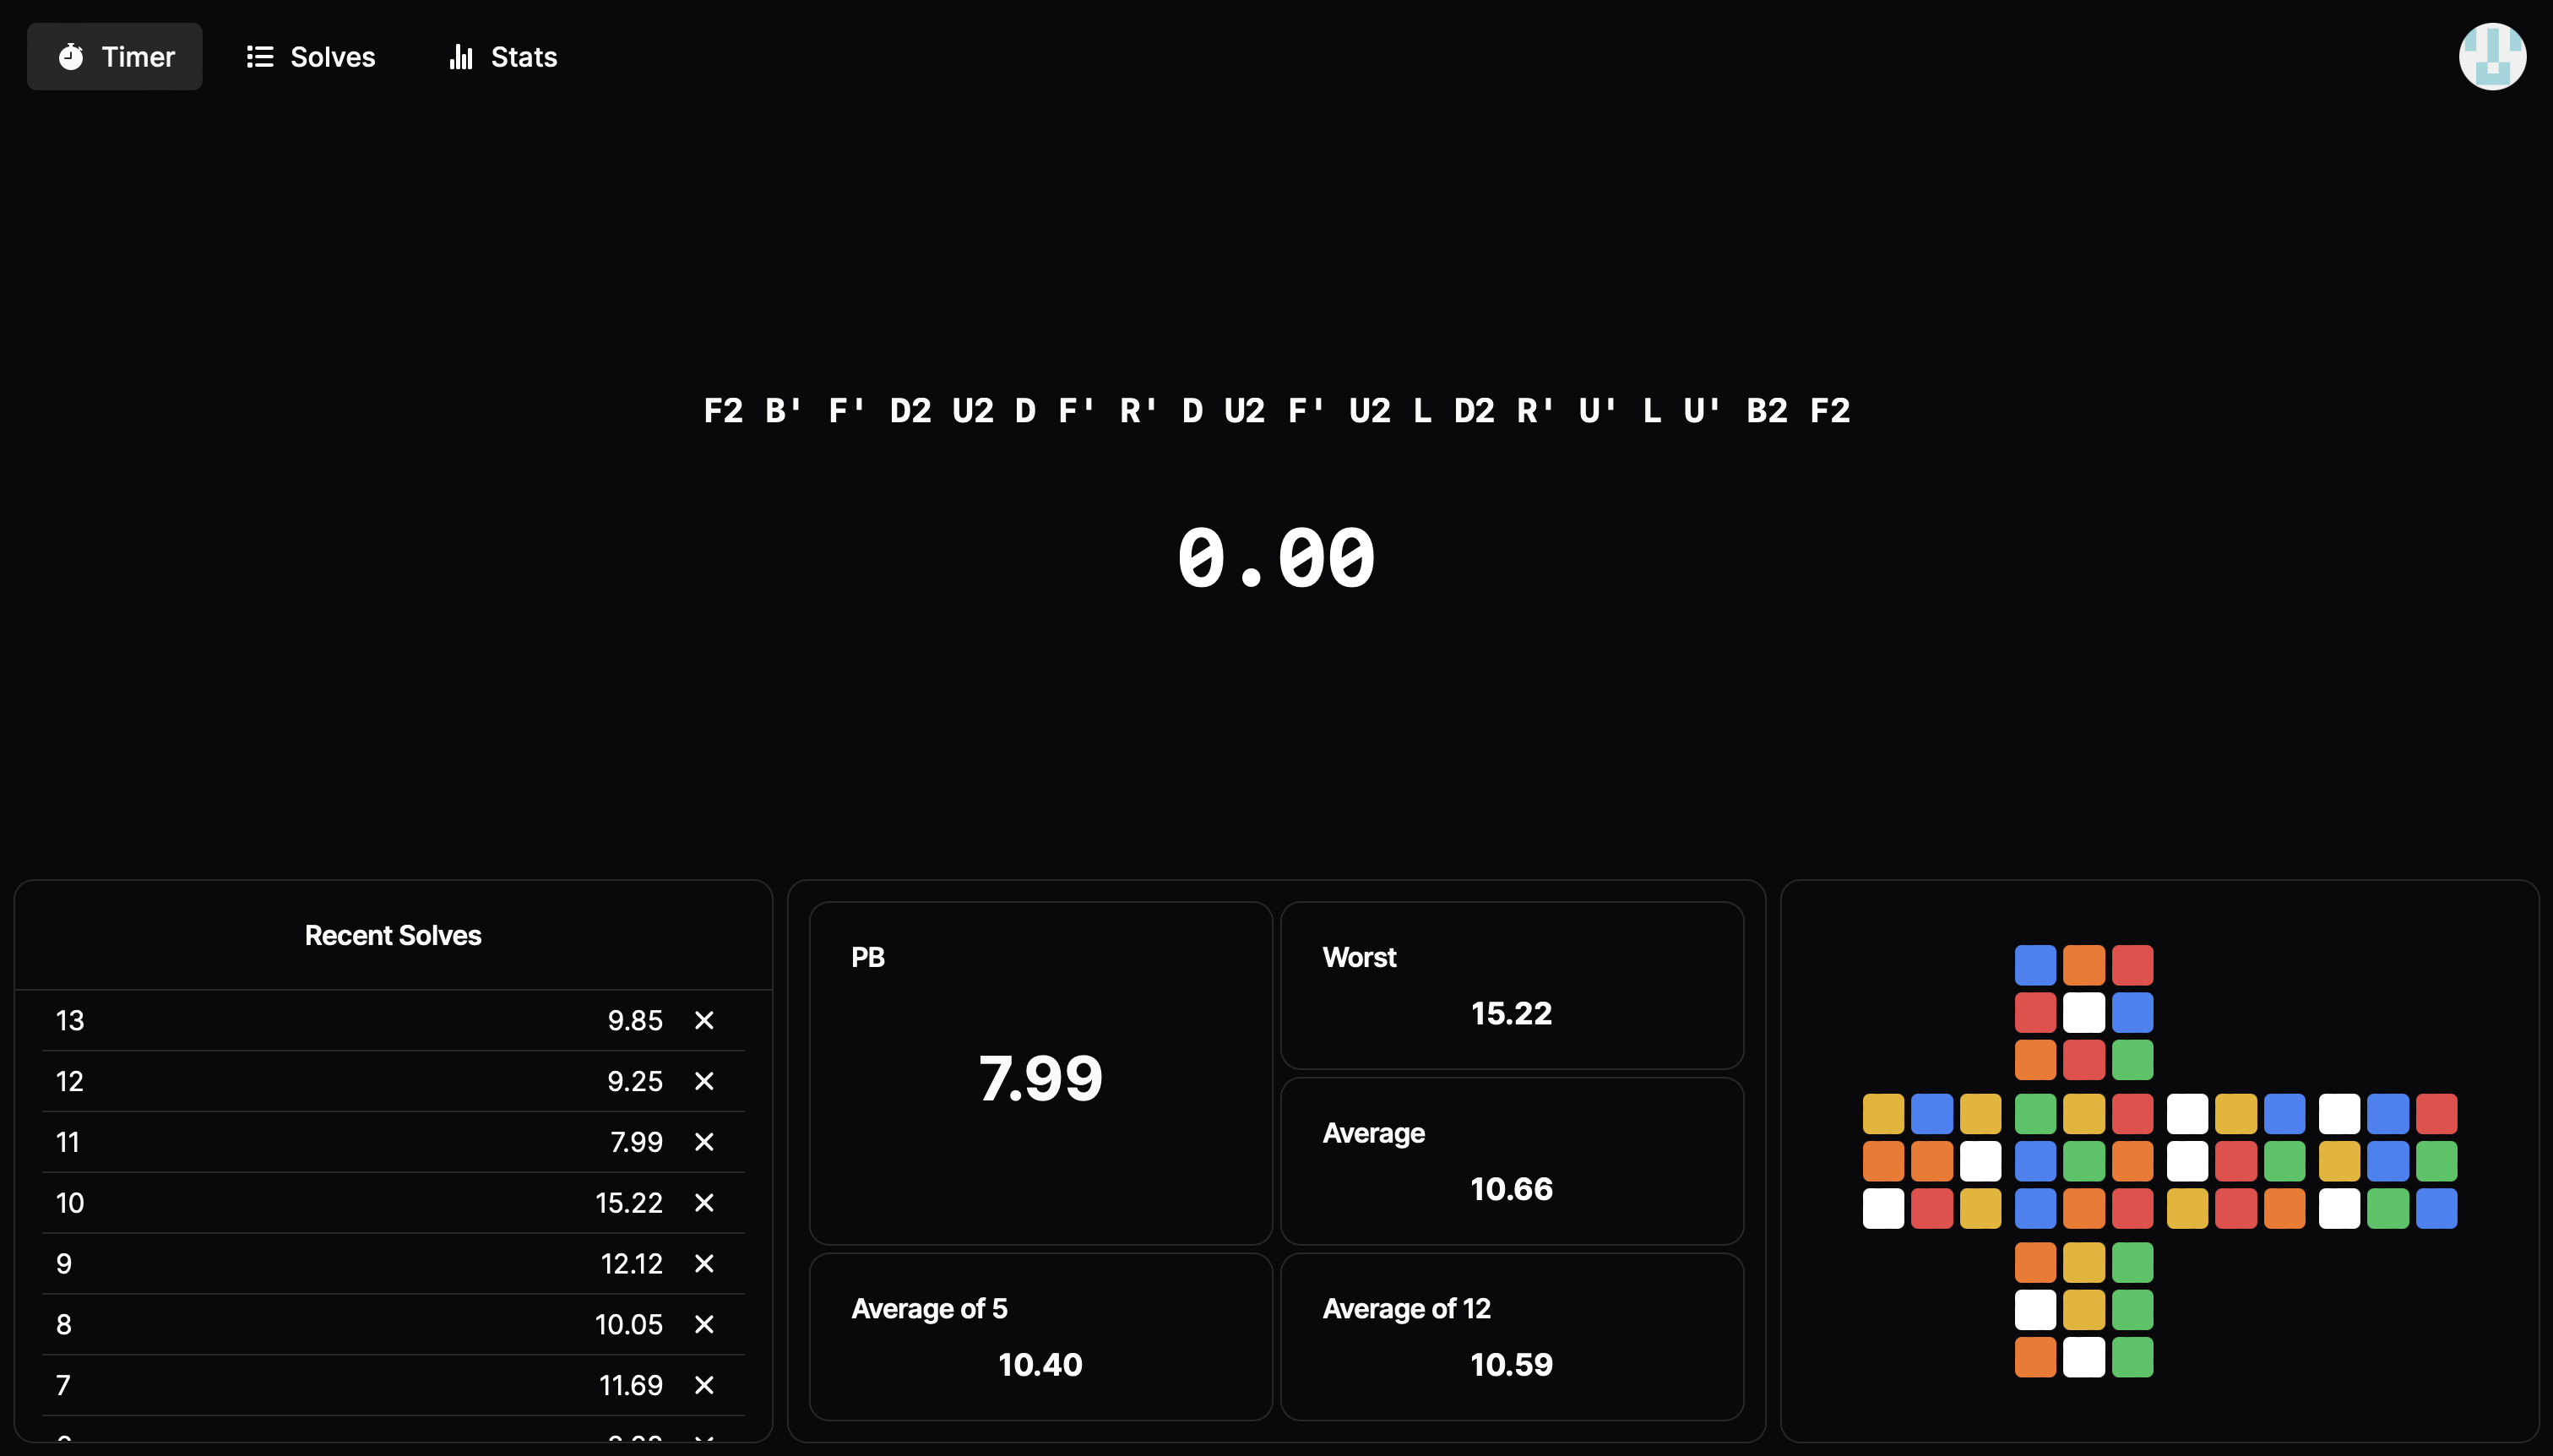 Timer Solves Stats
F2 B' F' D2 U2 D F' R' D U2 F' U2 L D2 R' U' L U' B2 F2
0.00
Recent Solves
13 9.85
12 9.25
11 7.99
10 15.22
9 12.12
8 10.05
7 11.69
PB
7.99
Worst
15.22
Average
10.66
Average of 5
10.40
Average of 12
10.59